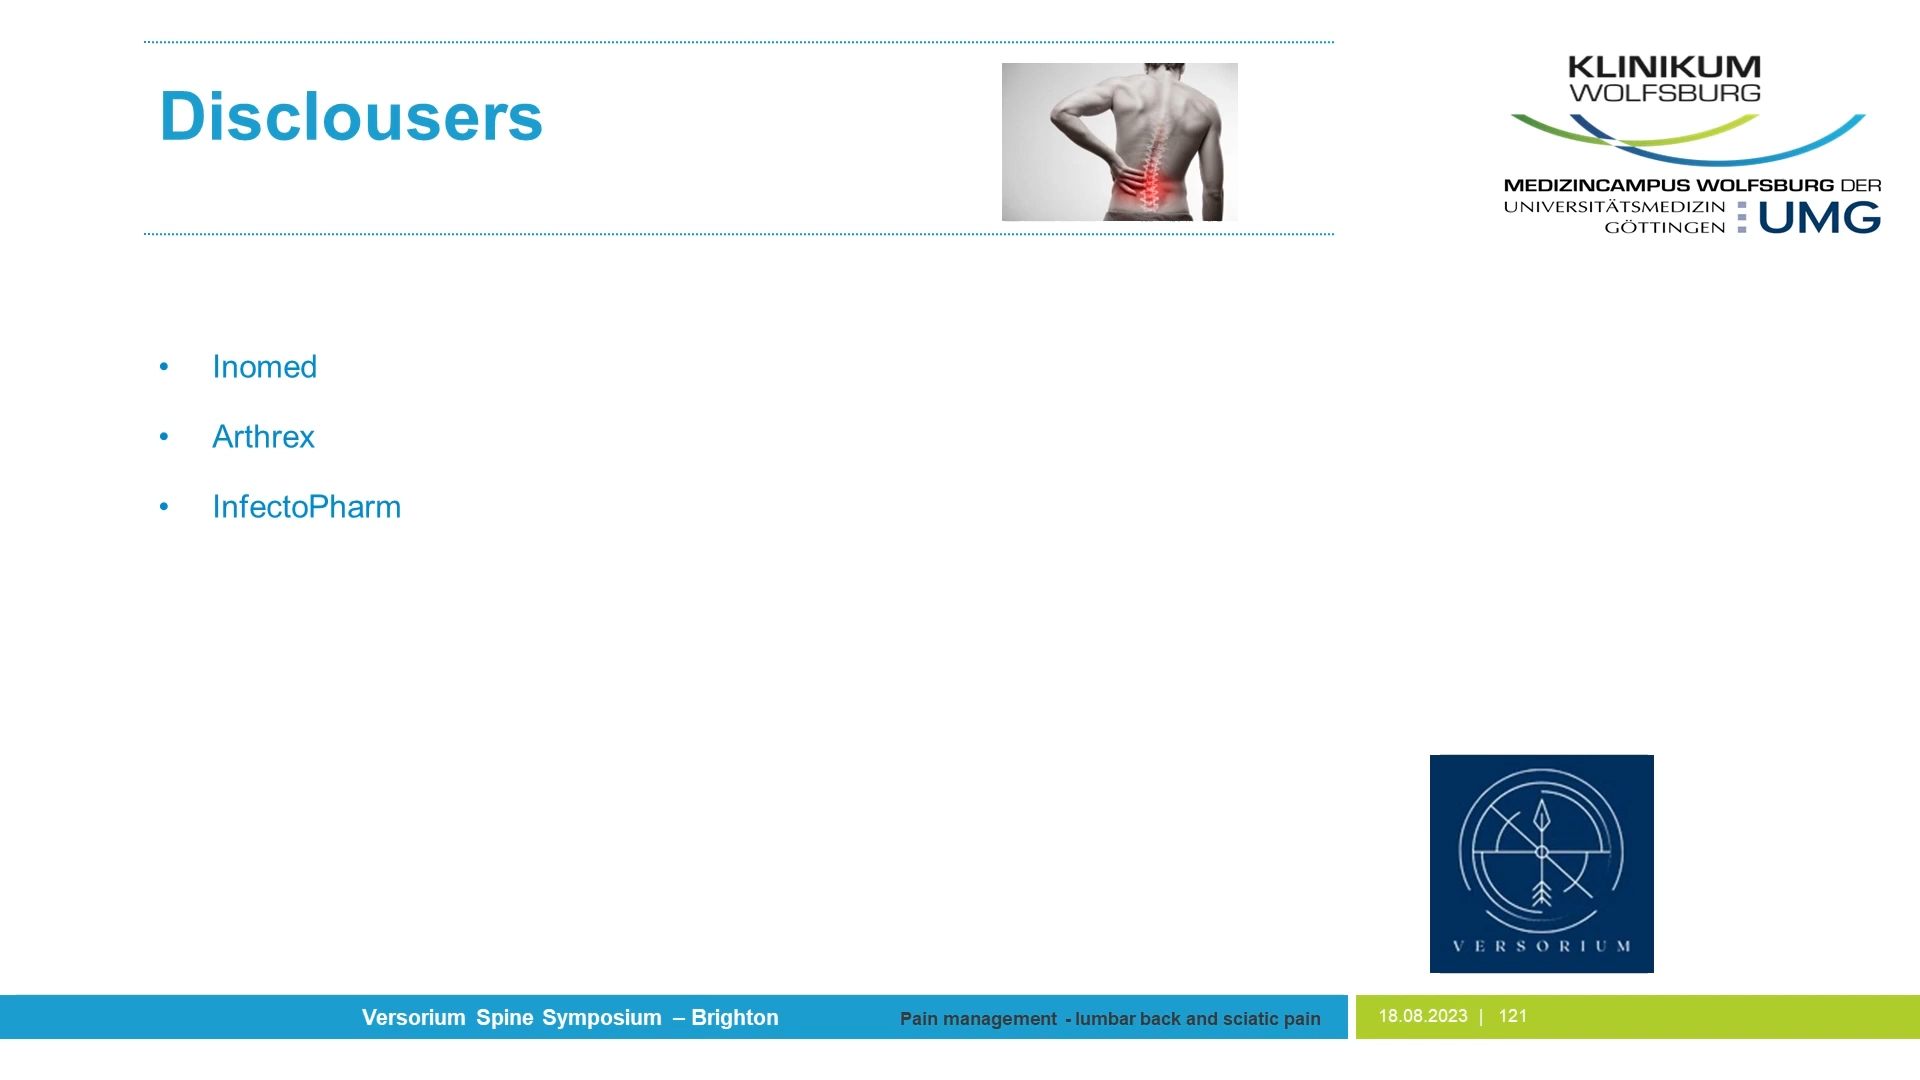 Disclousers
KLINIKUM
WOLFSBURG
MEDIZINCAMPUS WOLFSBURG DER
UNIVERSITÄTSMEDIZIN
GÖTTINGEN
UMG
• Inomed
• Arthrex
• InfectoPharm
VERSORIUM
Versorium Spine Symposium – Brighton
Pain management - lumbar back and sciatic pain
18.08.2023 | 121